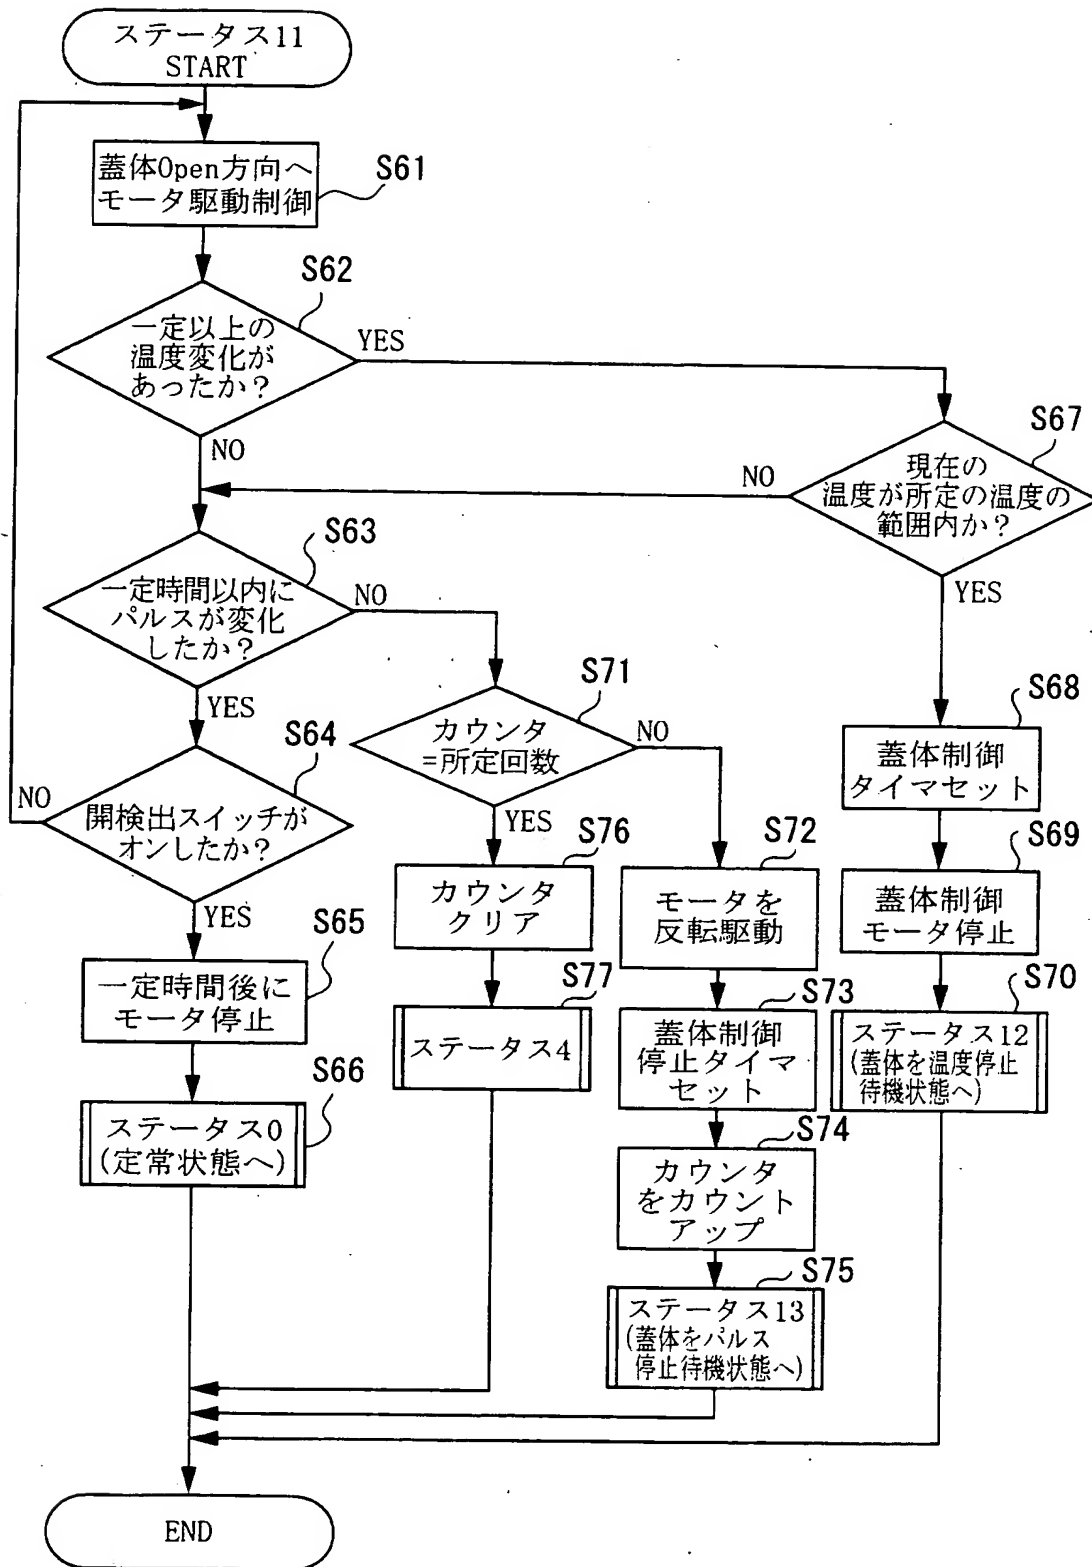 ステータス11
START
蓋体Open方向へ
モータ駆動制御
S61
S62
一定以上の
温度変化が
あったか?
YES
NO
S67
現在の
温度が所定の温度の
範囲内か?
NO
YES
S63
一定時間以内に
パルスが変化
したか?
NO
YES
S71
カウンタ
=所定回数
NO
YES
S68
蓋体制御
タイマセット
S64
開検出スイッチが
オンしたか?
NO
YES
S76
カウンタ
クリア
S72
モータを
反転駆動
S69
蓋体制御
モータ停止
S65
一定時間後に
モータ停止
S77
ステータス4
S73
蓋体制御
停止タイマ
セット
S70
ステータス12
(蓋体を温度停止
待機状態へ)
S66
ステータス0
(定常状態へ)
S74
カウンタ
をカウント
アップ
S75
ステータス13
(蓋体をパルス
停止待機状態へ)
END